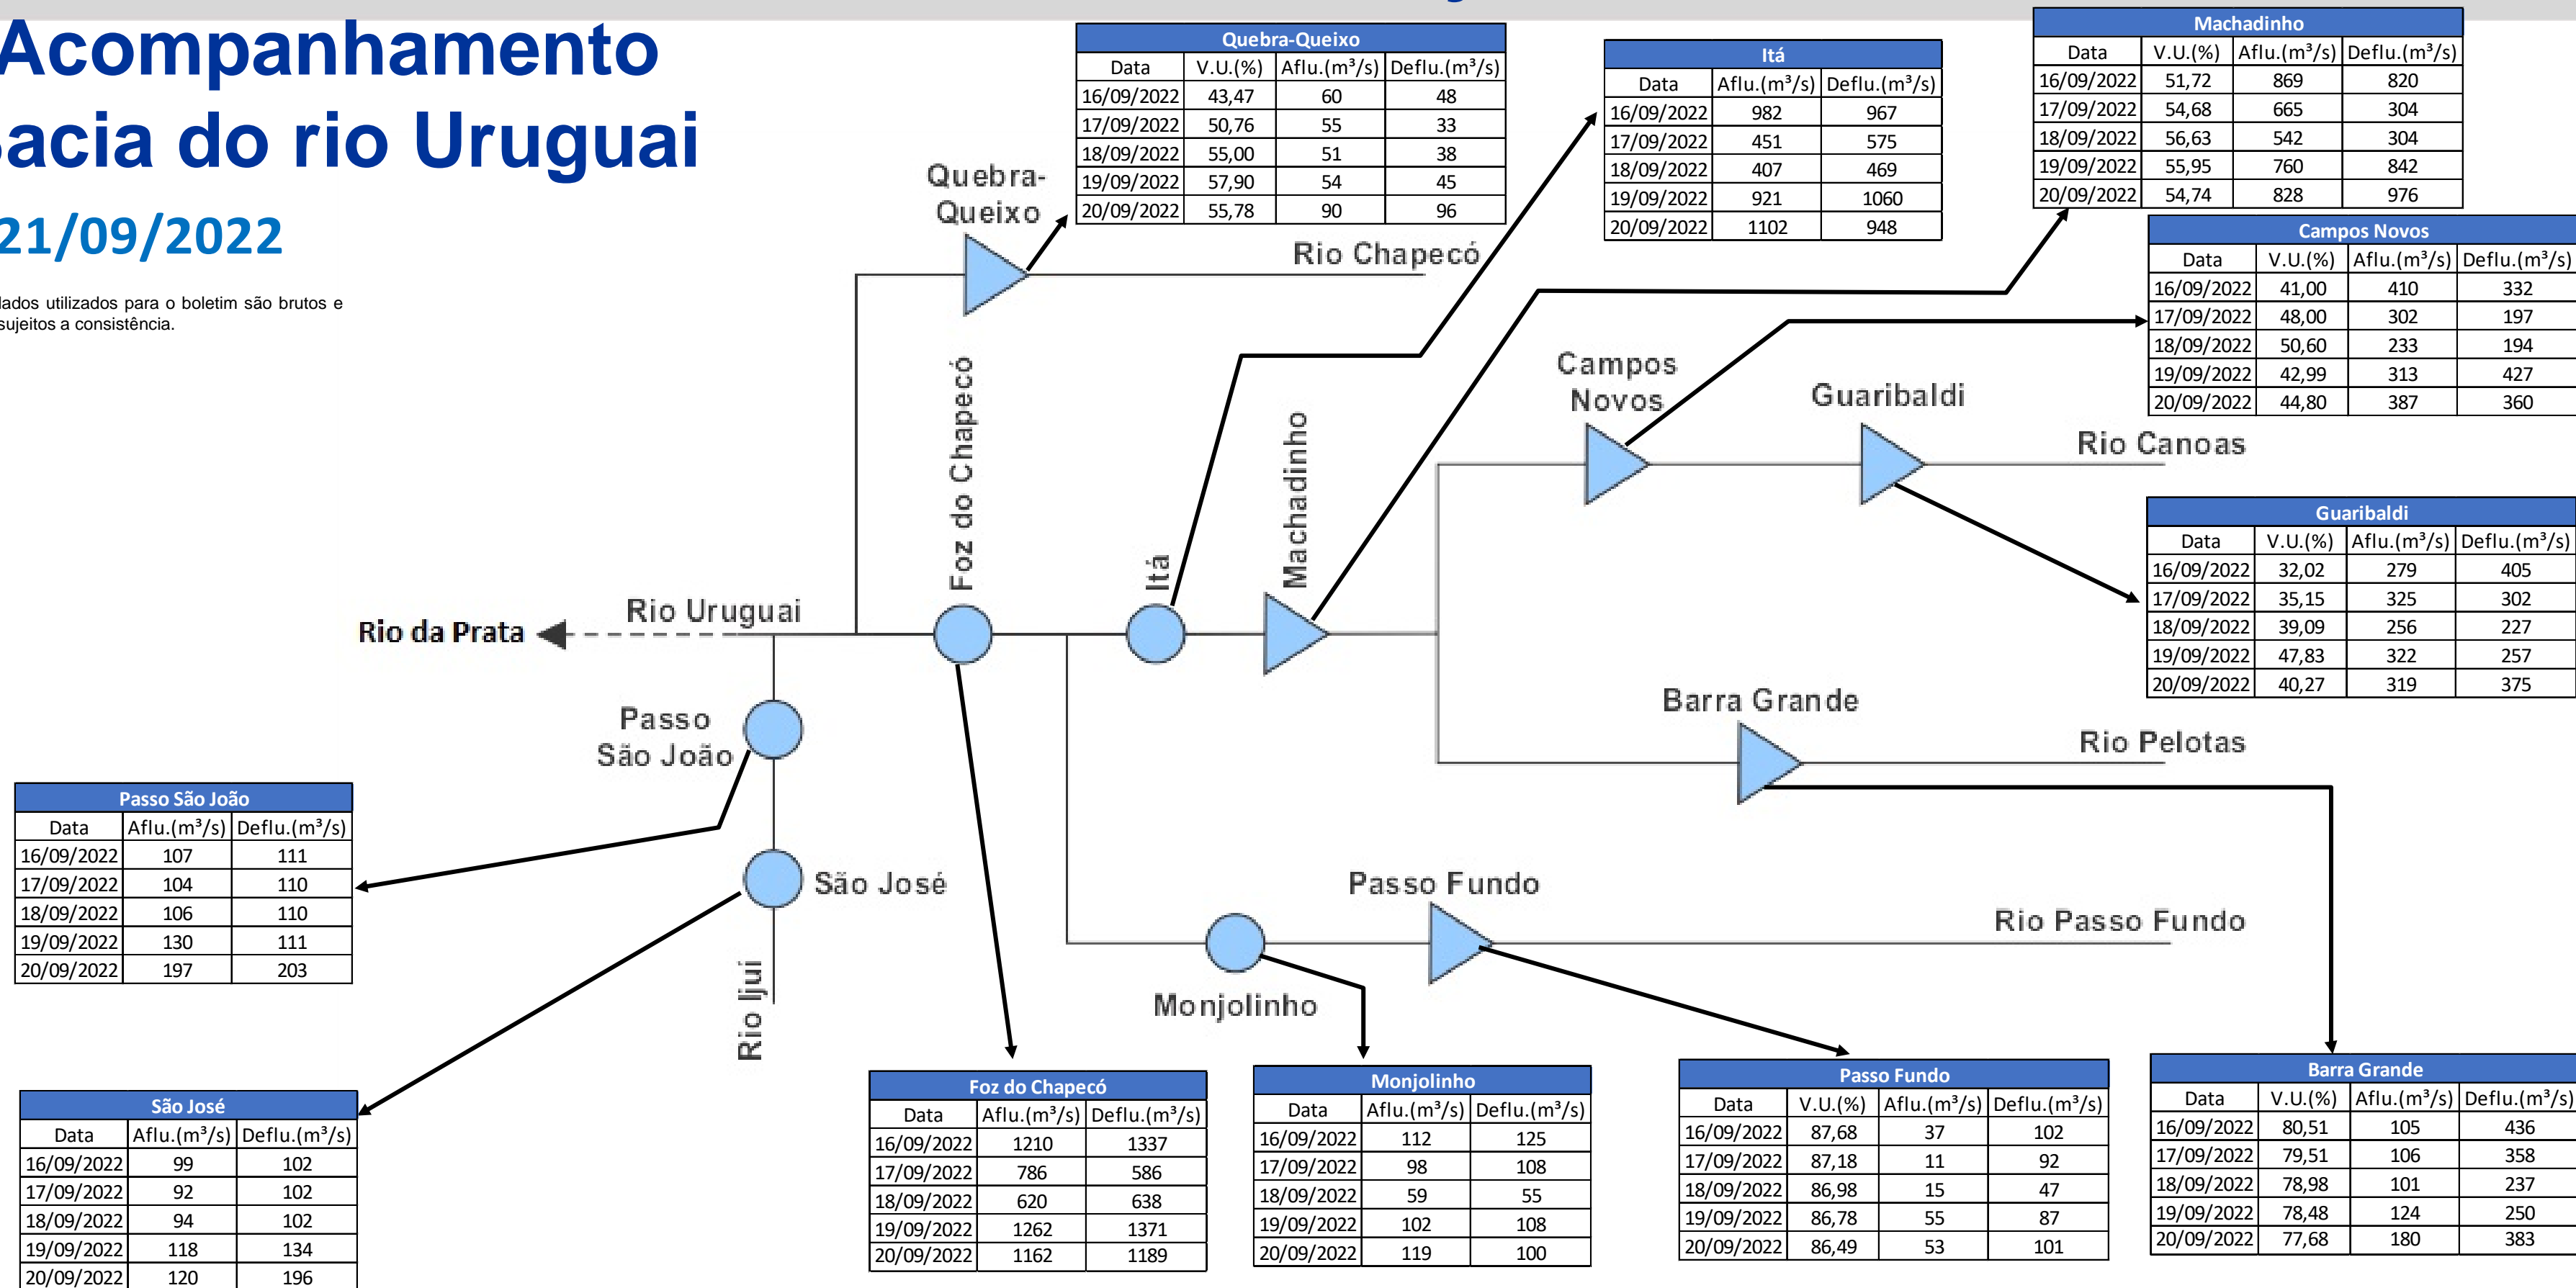 Acompanhamento
acia do rio Uruguai
21/09/2022
dados utilizados para o boletim são brutos e
sujeitos a consistência.
Quebra-Queixo
Data V.U.(%) Aflu.(m³/s) Deflu.(m³/s)
16/09/2022 43,47 60 48
17/09/2022 50,76 55 33
18/09/2022 55,00 51 38
19/09/2022 57,90 54 45
20/09/2022 55,78 90 96
Itá
Data Aflu.(m³/s) Deflu.(m³/s)
16/09/2022 982 967
17/09/2022 451 575
18/09/2022 407 469
19/09/2022 921 1060
20/09/2022 1102 948
Machadinho
Data V.U.(%) Aflu.(m³/s) Deflu.(m³/s)
16/09/2022 51,72 869 820
17/09/2022 54,68 665 304
18/09/2022 56,63 542 304
19/09/2022 55,95 760 842
20/09/2022 54,74 828 976
Campos Novos
Data V.U.(%) Aflu.(m³/s) Deflu.(m³/s)
16/09/2022 41,00 410 332
17/09/2022 48,00 302 197
18/09/2022 50,60 233 194
19/09/2022 42,99 313 427
20/09/2022 44,80 387 360
Quebra-
Queixo
Rio Chapecó
Foz do Chapecó
Itá
Machadinho
Campos
Novos
Guaribaldi
Rio Canoas
Guaribaldi
Data V.U.(%) Aflu.(m³/s) Deflu.(m³/s)
16/09/2022 32,02 279 405
17/09/2022 35,15 325 302
18/09/2022 39,09 256 227
19/09/2022 47,83 322 257
20/09/2022 40,27 319 375
Rio da Prata
Rio Uruguai
Barra Grande
Rio Pelotas
Passo
São João
São José
Rio Ijuí
Passo Fundo
Rio Passo Fundo
Monjolinho
Passo São João
Data Aflu.(m³/s) Deflu.(m³/s)
16/09/2022 107 111
17/09/2022 104 110
18/09/2022 106 110
19/09/2022 130 111
20/09/2022 197 203
São José
Data Aflu.(m³/s) Deflu.(m³/s)
16/09/2022 99 102
17/09/2022 92 102
18/09/2022 94 102
19/09/2022 118 134
20/09/2022 120 196
Foz do Chapecó
Data Aflu.(m³/s) Deflu.(m³/s)
16/09/2022 1210 1337
17/09/2022 786 586
18/09/2022 620 638
19/09/2022 1262 1371
20/09/2022 1162 1189
Monjolinho
Data Aflu.(m³/s) Deflu.(m³/s)
16/09/2022 112 125
17/09/2022 98 108
18/09/2022 59 55
19/09/2022 102 108
20/09/2022 119 100
Passo Fundo
Data V.U.(%) Aflu.(m³/s) Deflu.(m³/s)
16/09/2022 87,68 37 102
17/09/2022 87,18 11 92
18/09/2022 86,98 15 47
19/09/2022 86,78 55 87
20/09/2022 86,49 53 101
Barra Grande
Data V.U.(%) Aflu.(m³/s) Deflu.(m³/s)
16/09/2022 80,51 105 436
17/09/2022 79,51 106 358
18/09/2022 78,98 101 237
19/09/2022 78,48 124 250
20/09/2022 77,68 180 383